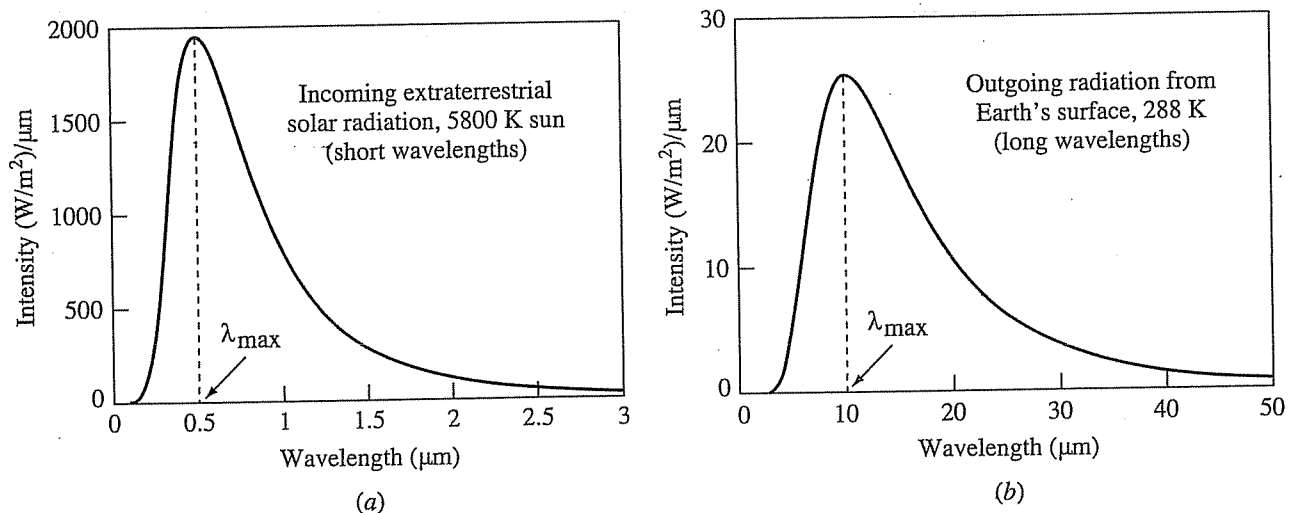 2000
1500
1000
500
0
Intensity (W/m²)/μm
Incoming extraterrestrial
solar radiation, 5800 K sun
(short wavelengths)
λmax
0 0.5 1 1.5 2 2.5 3
Wavelength (μm)
(a)
30
20
10
0
Intensity (W/m²)/μm
Outgoing radiation from
Earth's surface, 288 K
(long wavelengths)
λmax
0 10 20 30 40 50
Wavelength (μm)
(b)